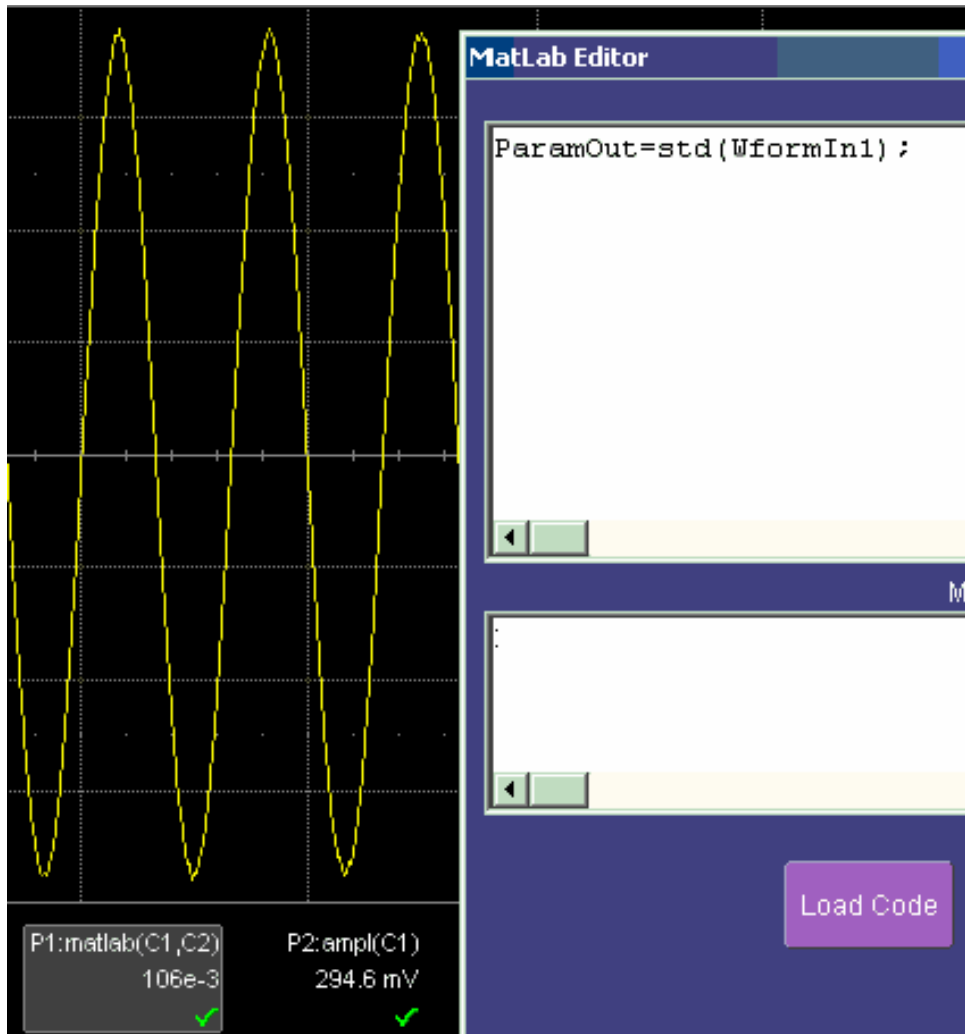 MatLab Editor
ParamOut=std(WformIn1);
M
Load Code
P1:matlab(C1,C2)
106e-3
P2:ampl(C1)
294.6 mV